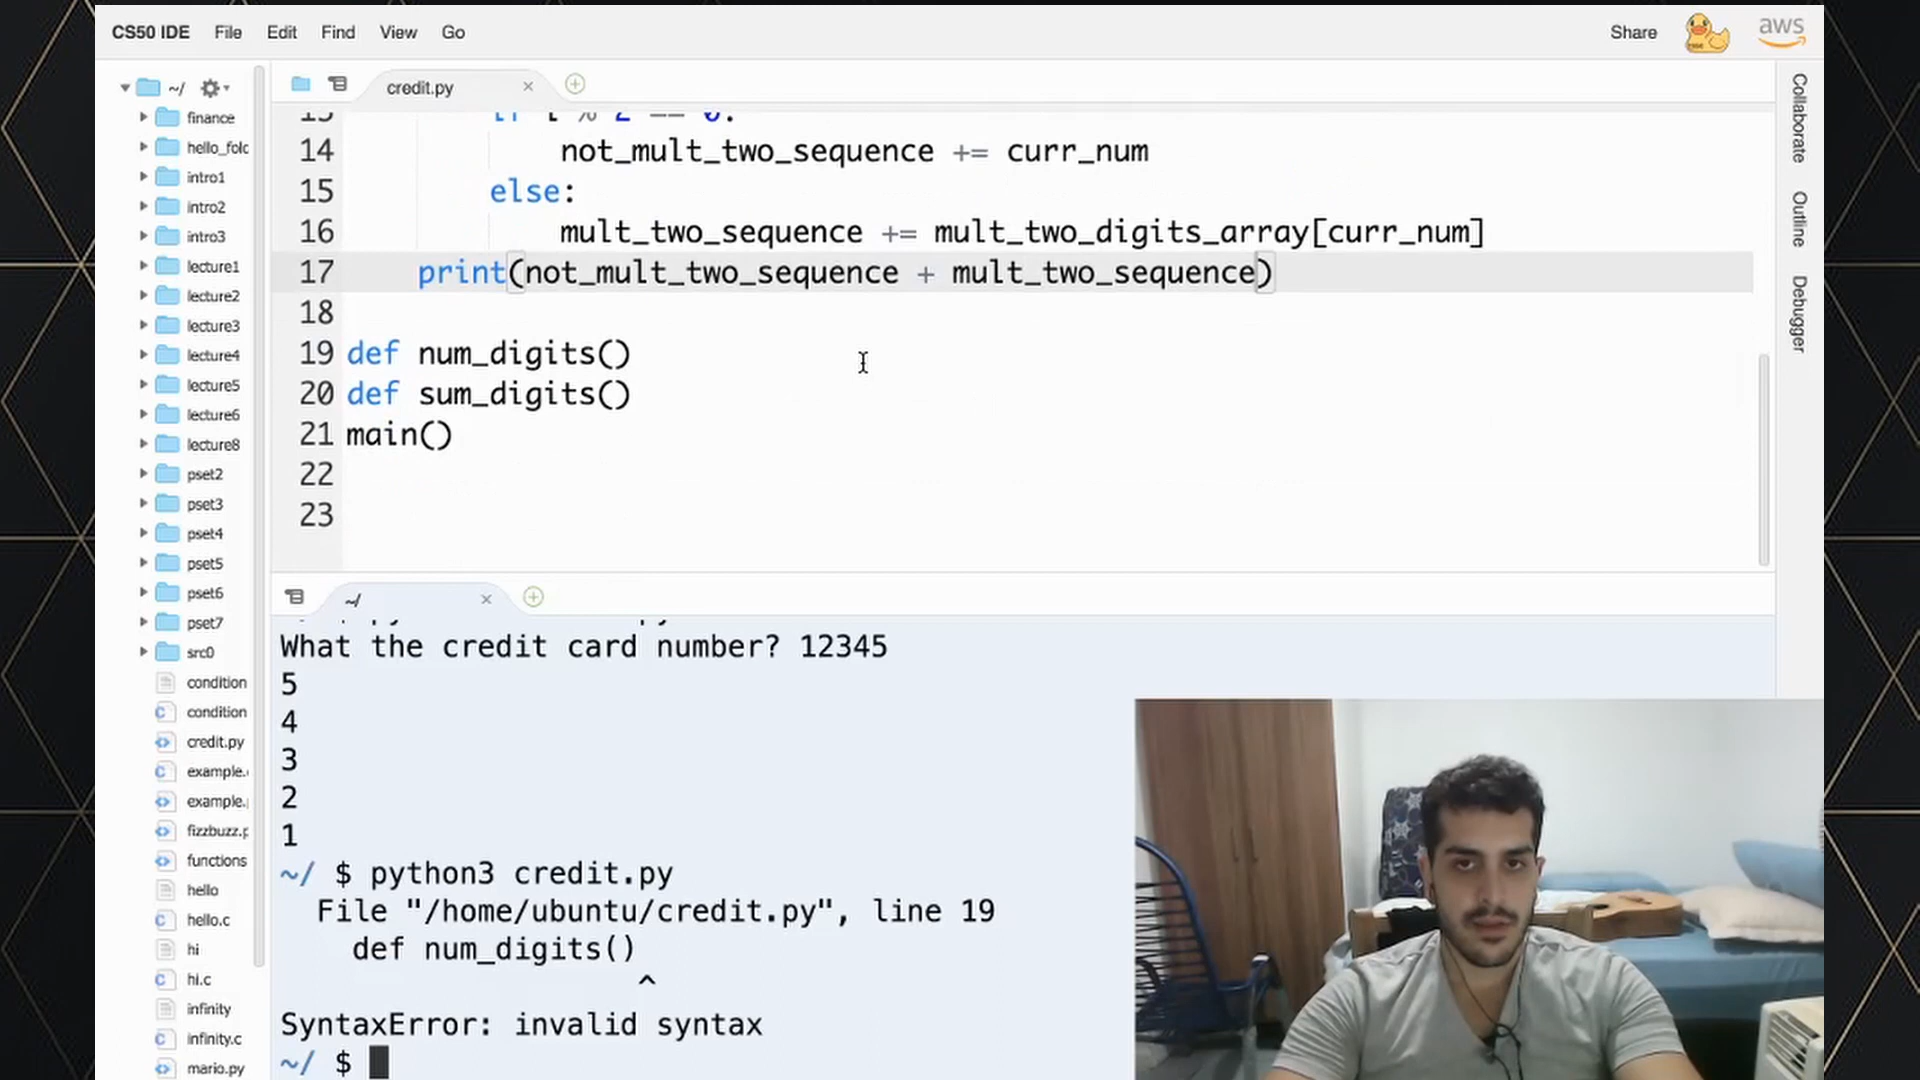 CS50 IDE File Edit Find View Go Share aws
~/
finance
hello_folc
intro1
intro2
intro3
lecture1
lecture2
lecture3
lecture4
lecture5
lecture6
lecture8
pset2
pset3
pset4
pset5
pset6
pset7
src0
condition
condition
credit.py
example.
example.
fizzbuzz.p
functions
hello
hello.c
hi
hi.c
infinity
infinity.c
mario.py
credit.py
14 not_mult_two_sequence += curr_num
15 else:
16 mult_two_sequence += mult_two_digits_array[curr_num]
17 print(not_mult_two_sequence + mult_two_sequence)
18
19 def num_digits()
20 def sum_digits()
21 main()
22
23
Collaborate
Outline
Debugger
~/
What the credit card number? 12345
5
4
3
2
1
~/ $ python3 credit.py
File "/home/ubuntu/credit.py", line 19
def num_digits()
^
SyntaxError: invalid syntax
~/ $